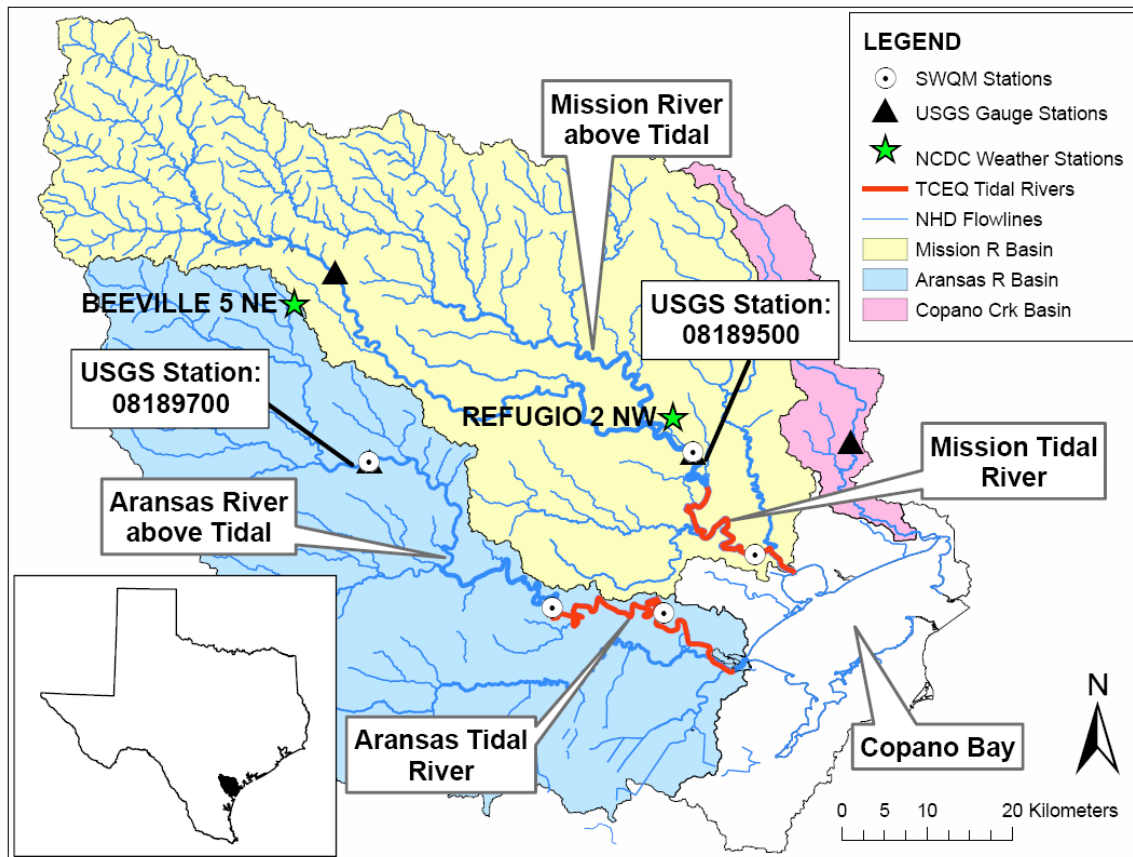 LEGEND
SWQM Stations
USGS Gauge Stations
NCDC Weather Stations
TCEQ Tidal Rivers
NHD Flowlines
Mission R Basin
Aransas R Basin
Copano Crk Basin
Mission River
above Tidal
BEEVILLE 5 NE
USGS Station:
08189500
USGS Station:
08189700
REFUGIO 2 NW
Mission Tidal
River
Aransas River
above Tidal
Aransas Tidal
River
Copano Bay
N
0 5 10 20 Kilometers